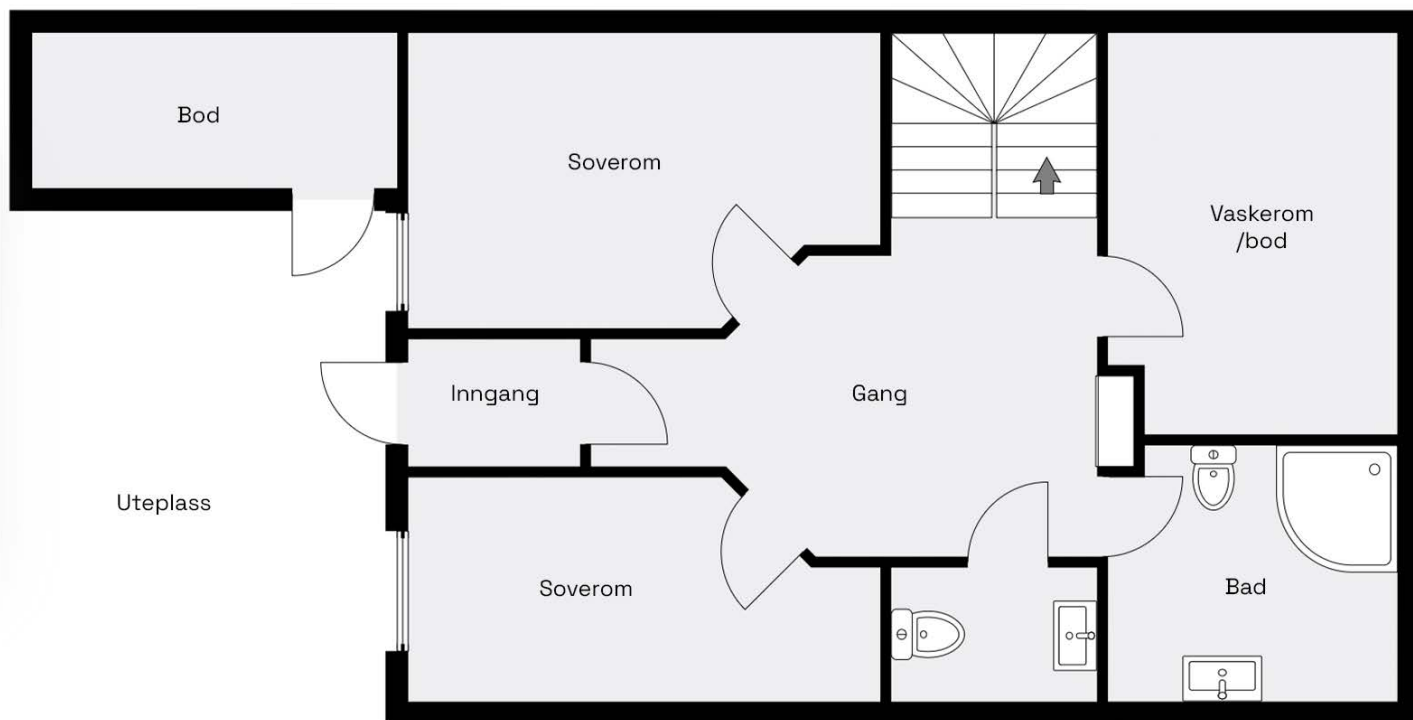 Bod
Soverom
Vaskerom
/bod
Inngang
Gang
Uteplass
Soverom
Bad